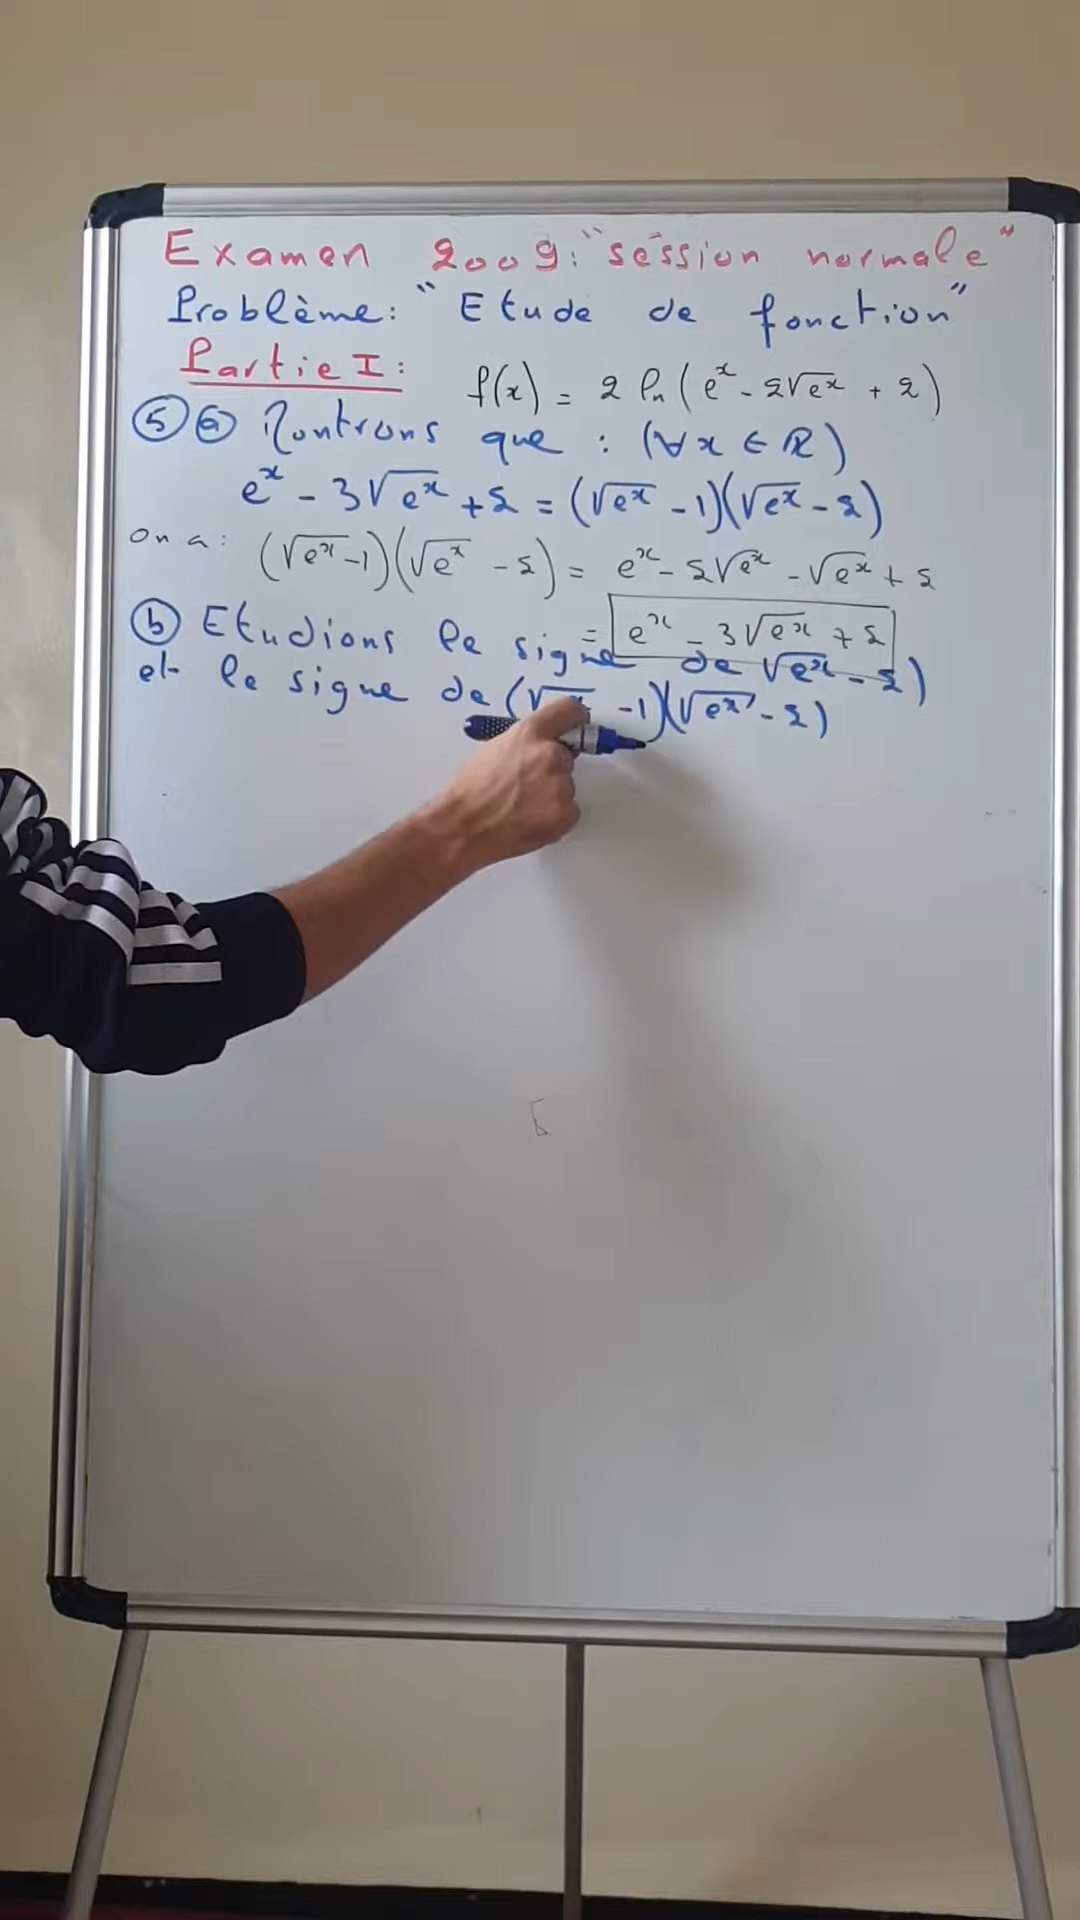 Examen 2009: "session normale"
Problème: "Etude de fonction"
Partie I:
f(x) = 2 ln(e^x - 2√e^x + 2)
5 a Montrons que : (∀x ∈ ℝ)
e^x - 3√e^x + 2 = (√e^x - 1)(√e^x - 2)
on a: (√e^x - 1)(√e^x - 2) = e^x - 2√e^x - √e^x + 2
= e^x - 3√e^x + 2
b Etudions le signe de √e^x - 2)
et le signe de (√ - 1)(√e^x - 2)